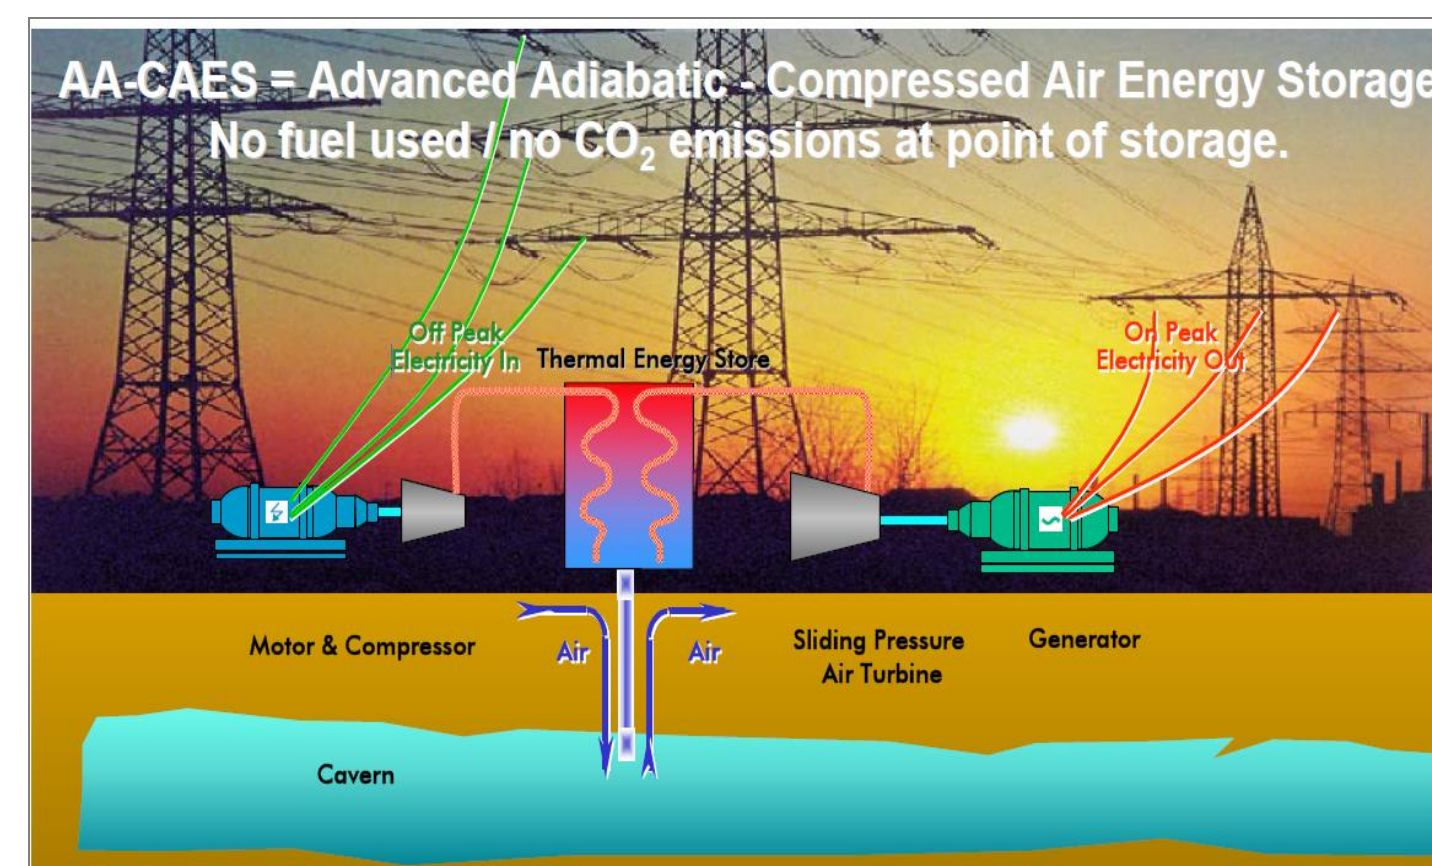 AA-CAES = Advanced Adiabatic - Compressed Air Energy Storage
No fuel used / no CO₂ emissions at point of storage.
Off Peak
Electricity In
Thermal Energy Store
On Peak
Electricity Out
Motor & Compressor
Air
Air
Sliding Pressure
Air Turbine
Generator
Cavern